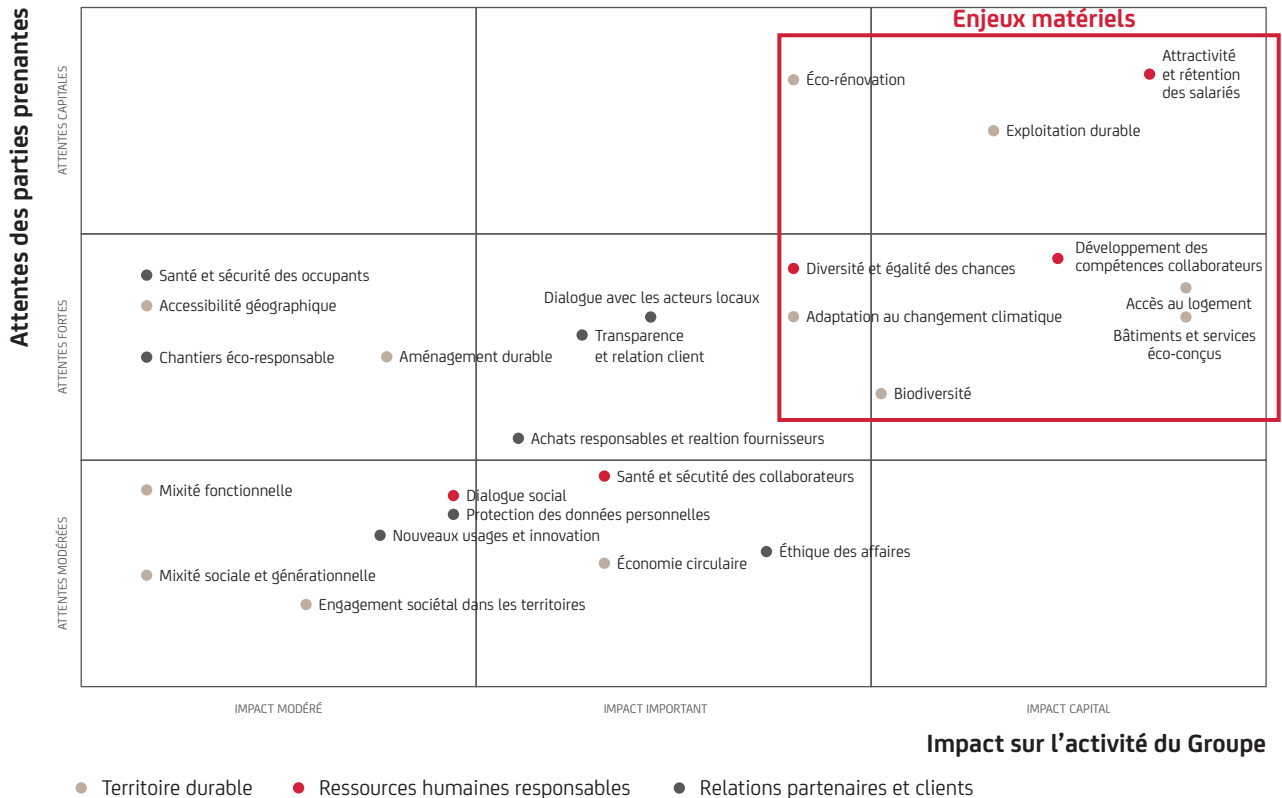 Enjeux matériels
Attentes des parties prenantes
ATTENTES CAPITALES
Attractivité
et rétention
des salariés
Éco-rénovation
Exploitation durable
ATTENTES FORTES
Développement des
compétences collaborateurs
Diversité et égalité des chances
Santé et sécurité des occupants
Accessibilité géographique
Dialogue avec les acteurs locaux
Accès au logement
Adaptation au changement climatique
Transparence
et relation client
Bâtiments et services
éco-conçus
Chantiers éco-responsable
Aménagement durable
Biodiversité
Achats responsables et realtion fournisseurs
ATTENTES MODÉRÉES
Santé et sécutité des collaborateurs
Mixité fonctionnelle
Dialogue social
Protection des données personnelles
Nouveaux usages et innovation
Éthique des affaires
Économie circulaire
Mixité sociale et générationnelle
Engagement sociétal dans les territoires
IMPACT MODÉRÉ
IMPACT IMPORTANT
IMPACT CAPITAL
Impact sur l’activité du Groupe
Territoire durable
Ressources humaines responsables
Relations partenaires et clients